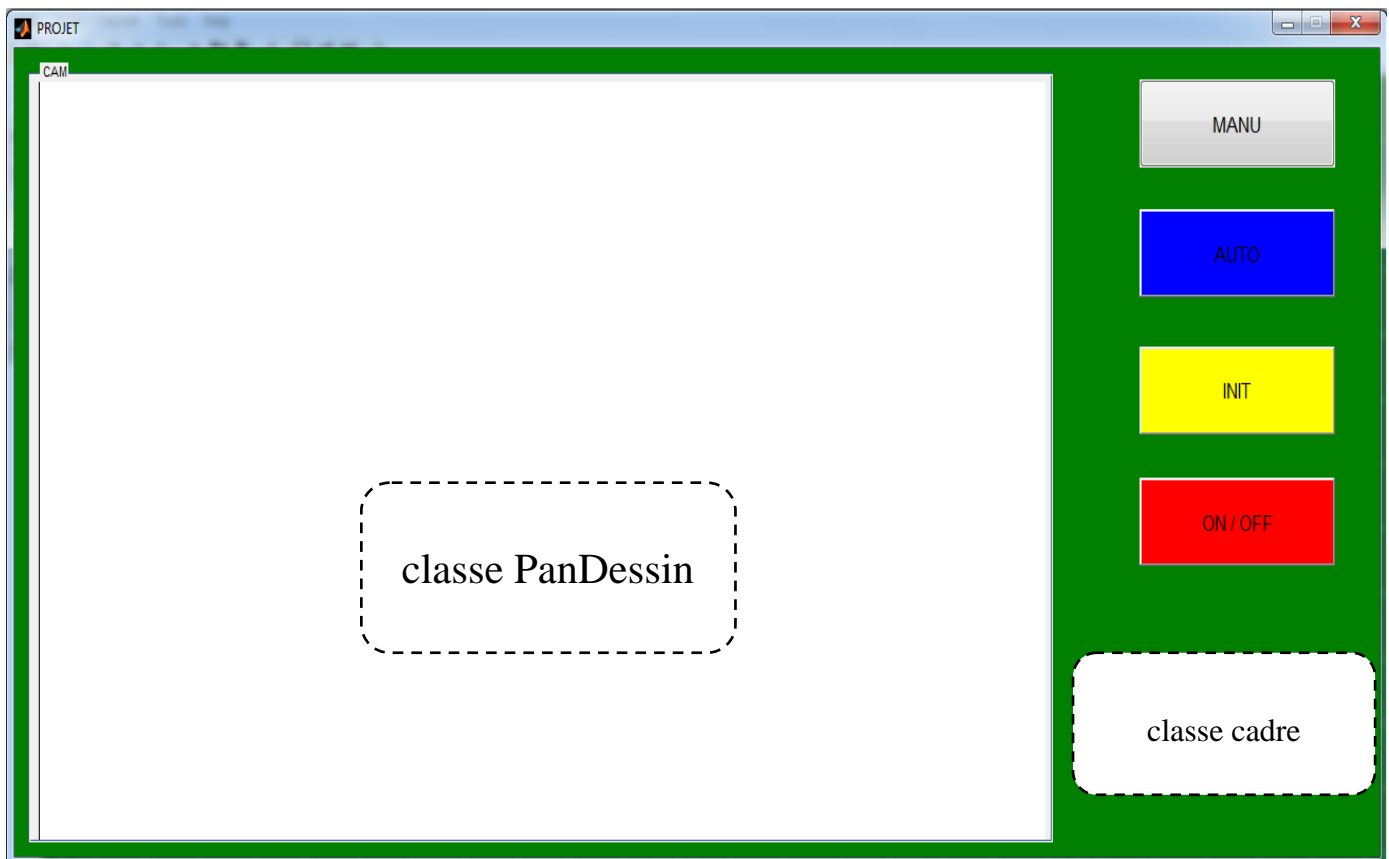 PROJET
CAM
MANU
AUTO
INIT
ON / OFF
classe PanDessin
classe cadre